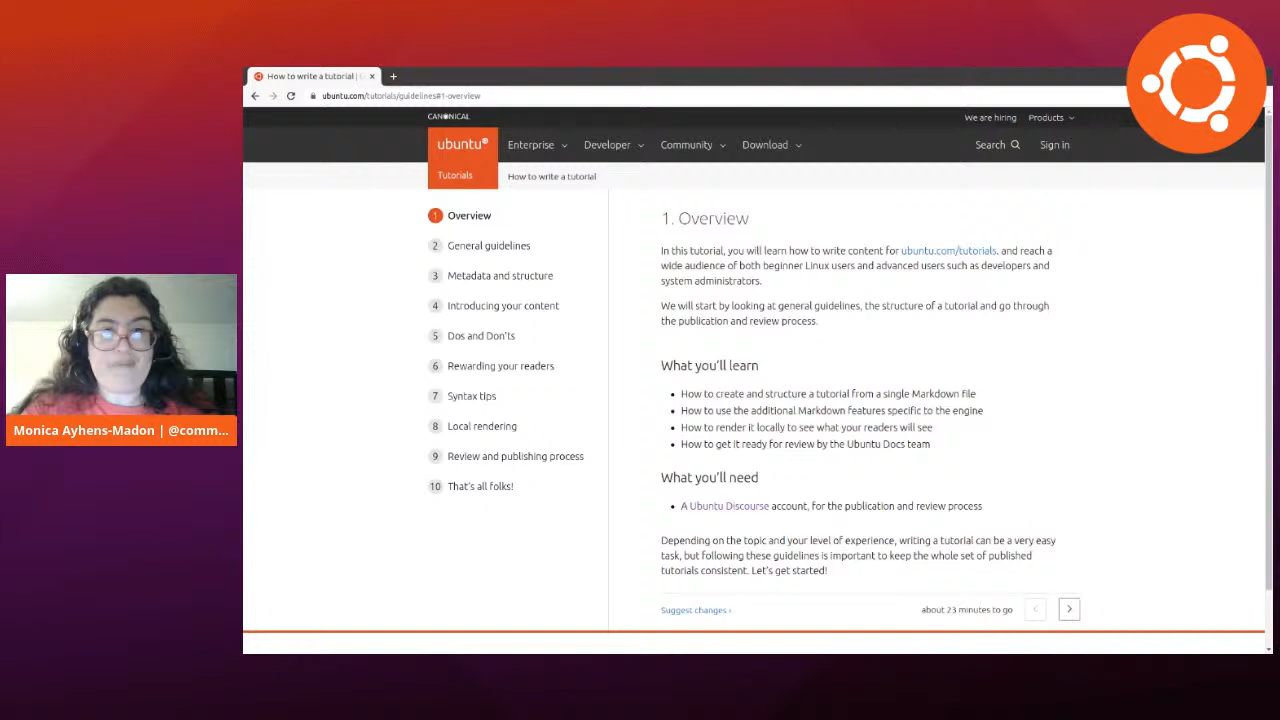 How to write a tutorial |
ubuntu.com/tutorials/guidelines#1-overview
CANONICAL
We are hiring
Products
ubuntu®
Enterprise
Developer
Community
Download
Search
Sign in
Tutorials
How to write a tutorial
1 Overview
2 General guidelines
3 Metadata and structure
4 Introducing your content
5 Dos and Don'ts
6 Rewarding your readers
7 Syntax tips
8 Local rendering
9 Review and publishing process
10 That's all folks!
1. Overview
In this tutorial, you will learn how to write content for ubuntu.com/tutorials. and reach a
wide audience of both beginner Linux users and advanced users such as developers and
system administrators.
We will start by looking at general guidelines, the structure of a tutorial and go through
the publication and review process.
What you'll learn
• How to create and structure a tutorial from a single Markdown file
• How to use the additional Markdown features specific to the engine
• How to render it locally to see what your readers will see
• How to get it ready for review by the Ubuntu Docs team
What you'll need
• A Ubuntu Discourse account, for the publication and review process
Depending on the topic and your level of experience, writing a tutorial can be a very easy
task, but following these guidelines is important to keep the whole set of published
tutorials consistent. Let's get started!
Suggest changes ›
about 23 minutes to go
Monica Ayhens-Madon | @comm...